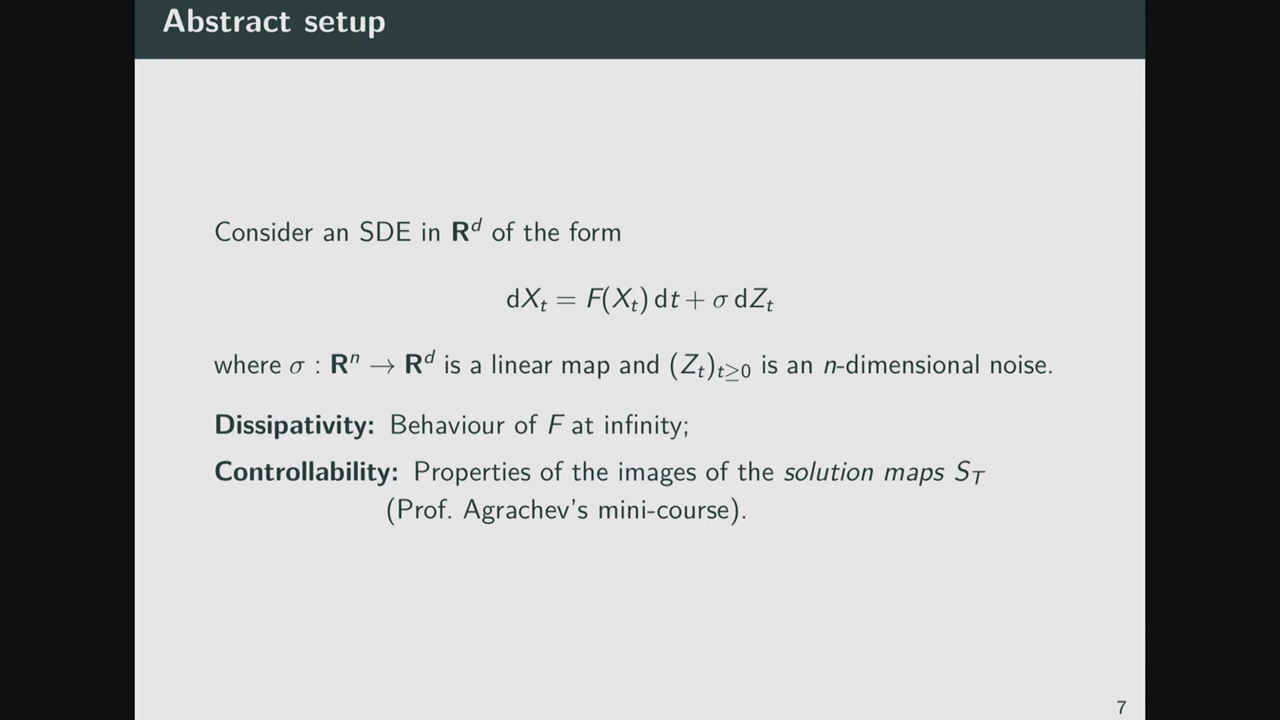 Abstract setup
Consider an SDE in R^d of the form
dX_t = F(X_t) dt + σ dZ_t
where σ : R^n → R^d is a linear map and (Z_t)_{t≥0} is an n-dimensional noise.
Dissipativity: Behaviour of F at infinity;
Controllability: Properties of the images of the solution maps S_T
(Prof. Agrachev's mini-course).
7